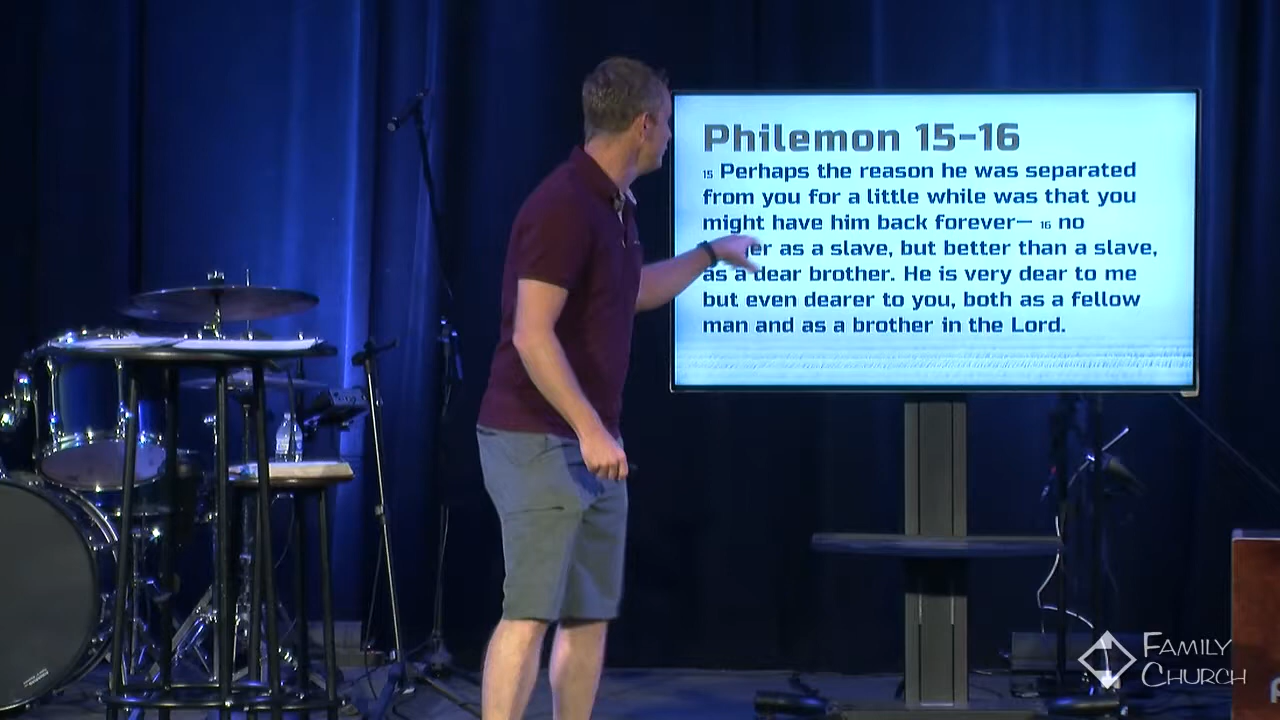 Philemon 15-16
15 Perhaps the reason he was separated
from you for a little while was that you
might have him back forever— 16 no
er as a slave, but better than a slave,
as a dear brother. He is very dear to me
but even dearer to you, both as a fellow
man and as a brother in the Lord.
FAMILY
CHURCH